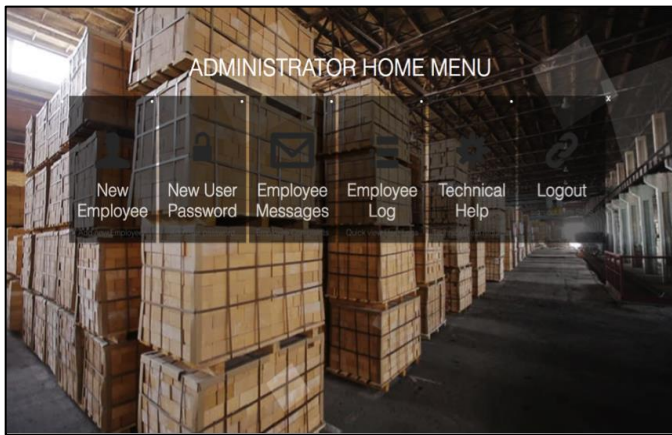 ADMINISTRATOR HOME MENU
x
New Employee
New User Password
Employee Messages
Employee Log
Technical Help
Logout